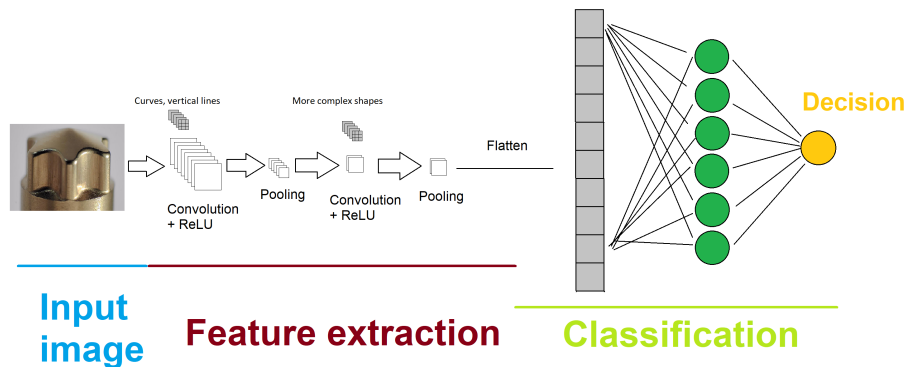 Curves, vertical lines
More complex shapes
Convolution
+ ReLU
Pooling
Convolution
+ ReLU
Pooling
Flatten
Decision
Input
image
Feature extraction
Classification